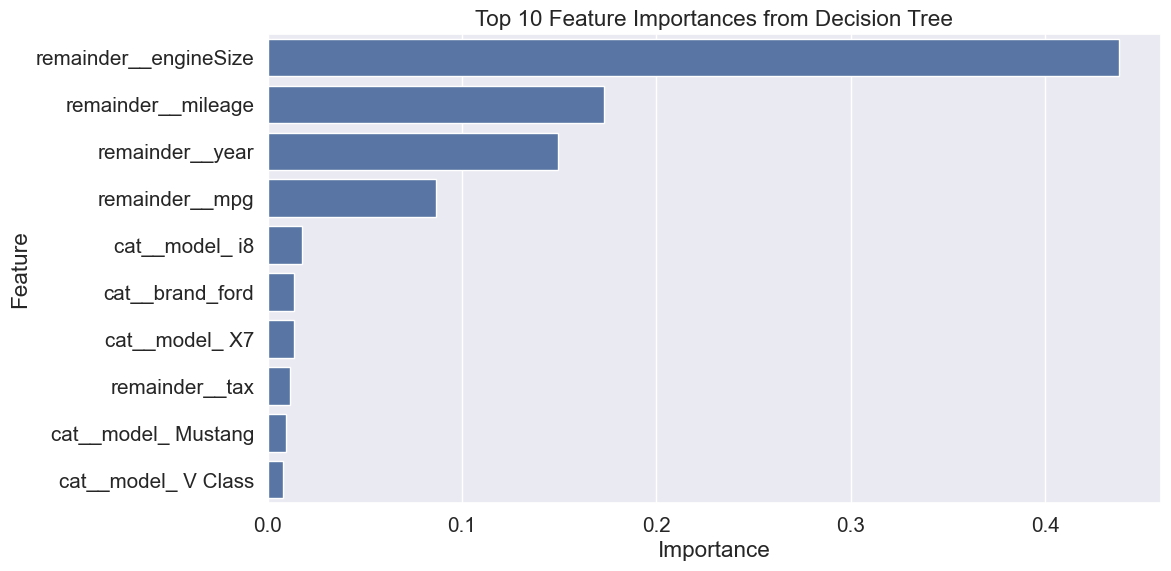 Top 10 Feature Importances from Decision Tree
Feature
remainder__engineSize
remainder__mileage
remainder__year
remainder__mpg
cat__model_ i8
cat__brand_ford
cat__model_ X7
remainder__tax
cat__model_ Mustang
cat__model_ V Class
0.0 0.1 0.2 0.3 0.4
Importance